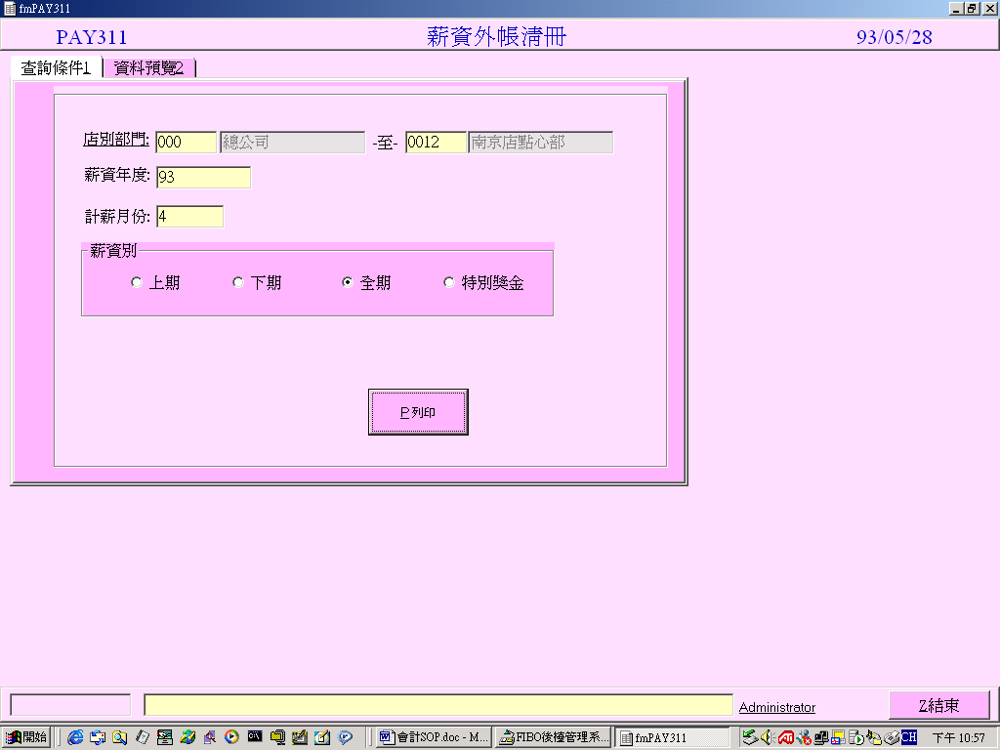 fmPAY311
PAY311 薪資外帳清冊 93/05/28
查詢條件1 資料預覽2
店別部門: 000 總公司 -至- 0012 南京店點心部
薪資年度: 93
計薪月份: 4
薪資別
上期 下期 全期 特別獎金
P列印
Administrator Z結束
開始 會計SOP.doc - M... FIBO後檯管理系... fmPAY311 CH 下午 10:57